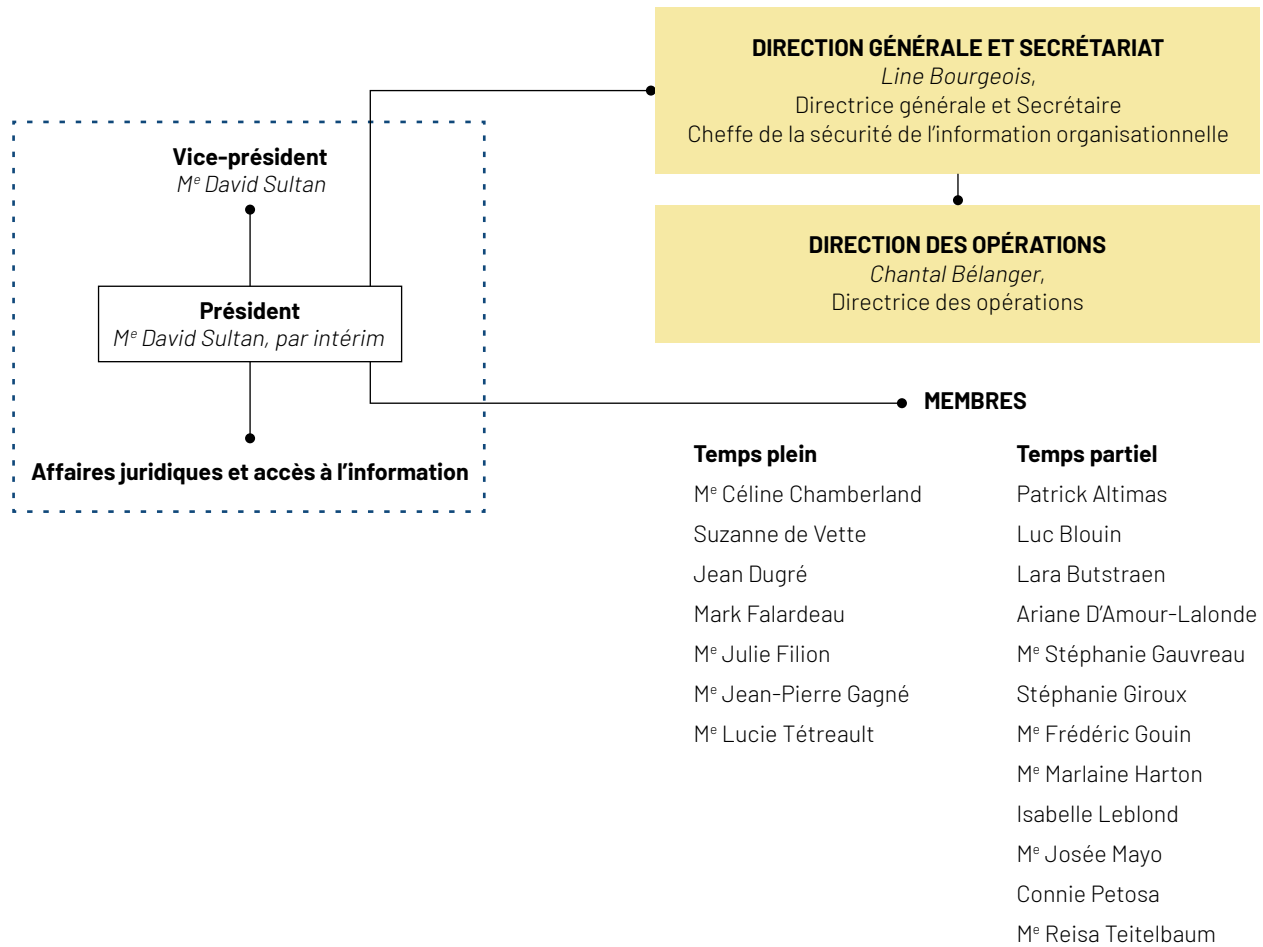 DIRECTION GÉNÉRALE ET SECRÉTARIAT
Line Bourgeois,
Directrice générale et Secrétaire
Cheffe de la sécurité de l'information organisationnelle
Vice-président
Mᵉ David Sultan
DIRECTION DES OPÉRATIONS
Chantal Bélanger,
Directrice des opérations
Président
Mᵉ David Sultan, par intérim
Affaires juridiques et accès à l'information
MEMBRES
Temps plein
Mᵉ Céline Chamberland
Suzanne de Vette
Jean Dugré
Mark Falardeau
Mᵉ Julie Filion
Mᵉ Jean-Pierre Gagné
Mᵉ Lucie Tétreault
Temps partiel
Patrick Altimas
Luc Blouin
Lara Butstraen
Ariane D'Amour-Lalonde
Mᵉ Stéphanie Gauvreau
Stéphanie Giroux
Mᵉ Frédéric Gouin
Mᵉ Marlaine Harton
Isabelle Leblond
Mᵉ Josée Mayo
Connie Petosa
Mᵉ Reisa Teitelbaum